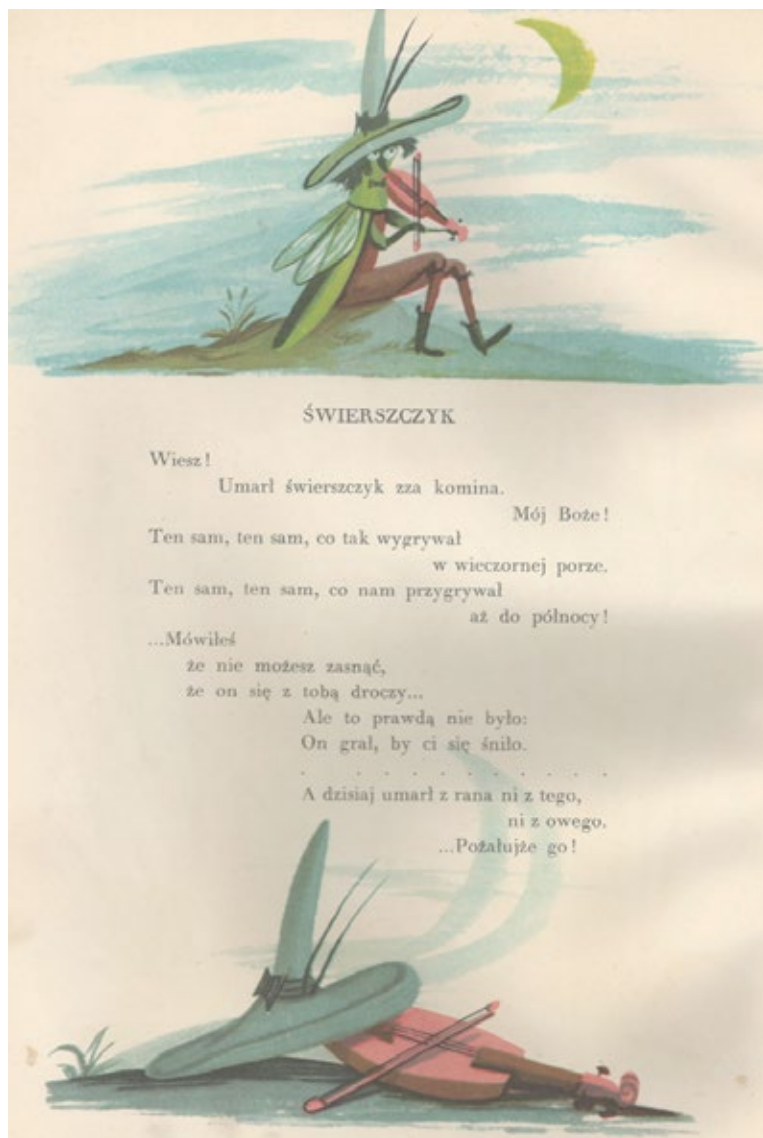 ŚWIERSZCZYK
Wiesz!
Umarł świerszczyk zza komina.
Mój Boże!
Ten sam, ten sam, co tak wygrywał
w wieczornej porze.
Ten sam, ten sam, co nam przygrywał
aż do północy!
...Mówiłeś
że nie możesz zasnąć,
że on się z tobą droczy...
Ale to prawdą nie było:
On grał, by ci się śniło.
. . . . . . . . . . . .
A dzisiaj umarł z rana ni z tego,
ni z owego.
...Pożałujże go!